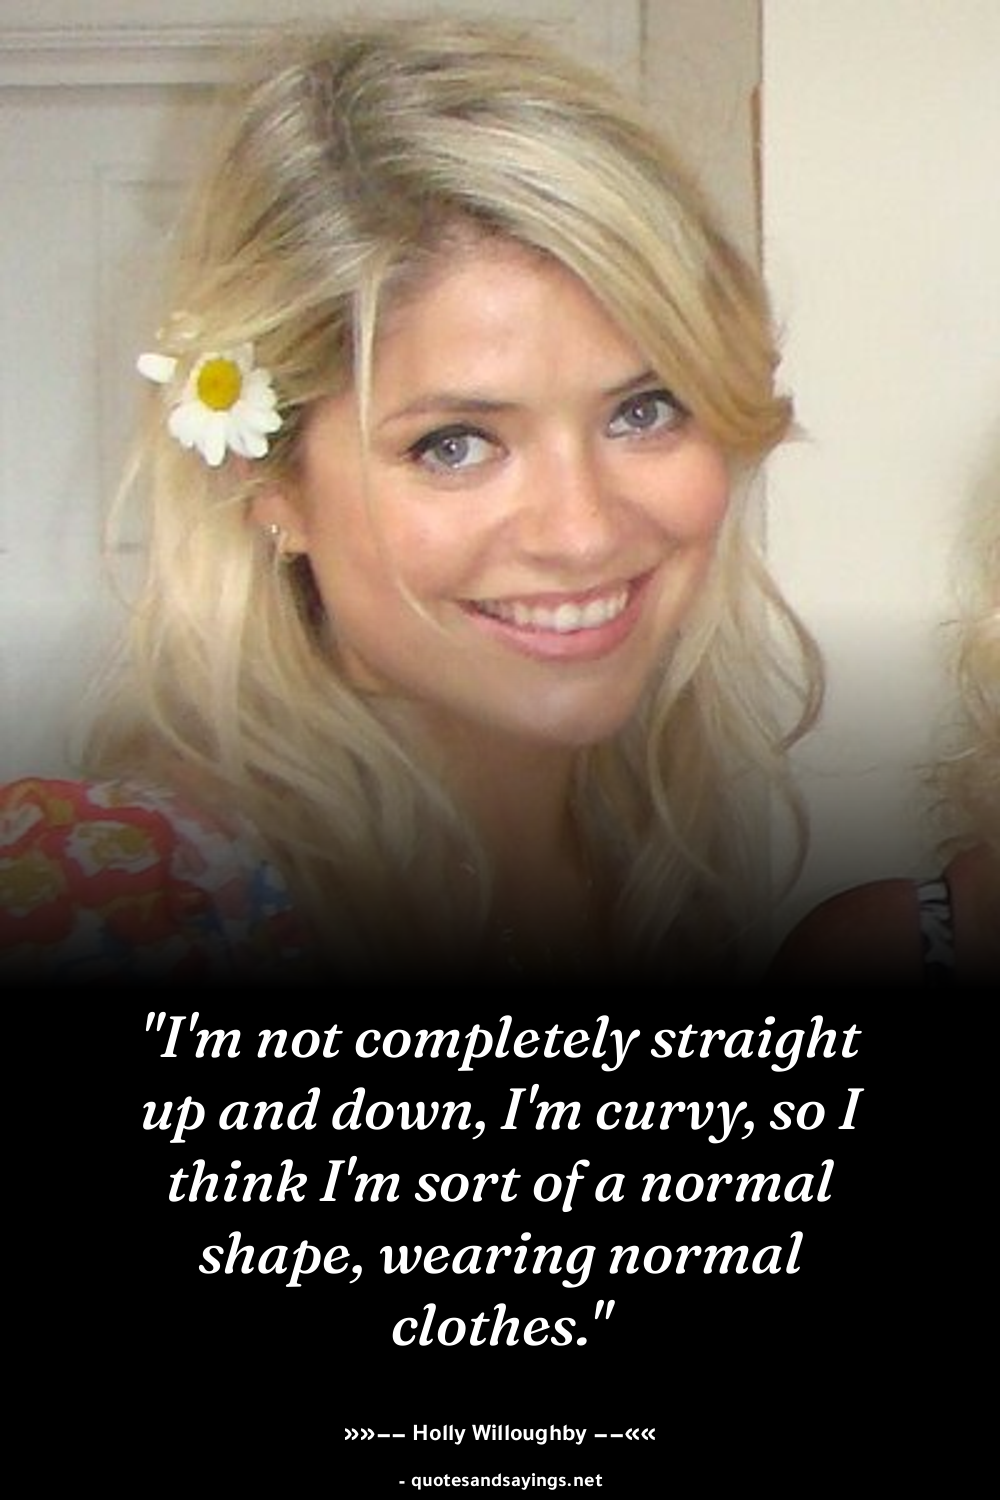 "I'm not completely straight
up and down, I'm curvy, so I
think I'm sort of a normal
shape, wearing normal
clothes."
»»–– Holly Willoughby ––««
- quotesandsayings.net